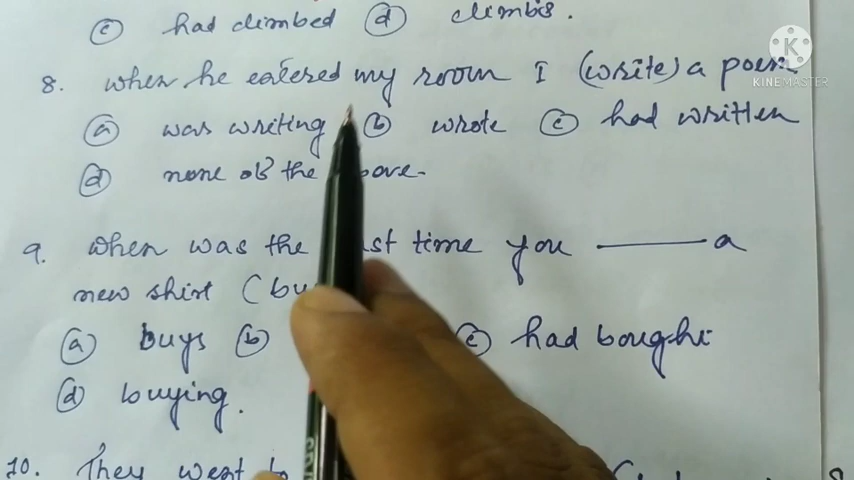 (c) had climbed (d) climbs.
8. when he entered my room I (write) a poem.
(a) was writing (b) wrote (c) had written
(d) none of the above.
9. when was the time you ——— a
new shirt (
(a) buys (b) (c) had bought
(d) buying.
10. They went
K
KINEMASTER